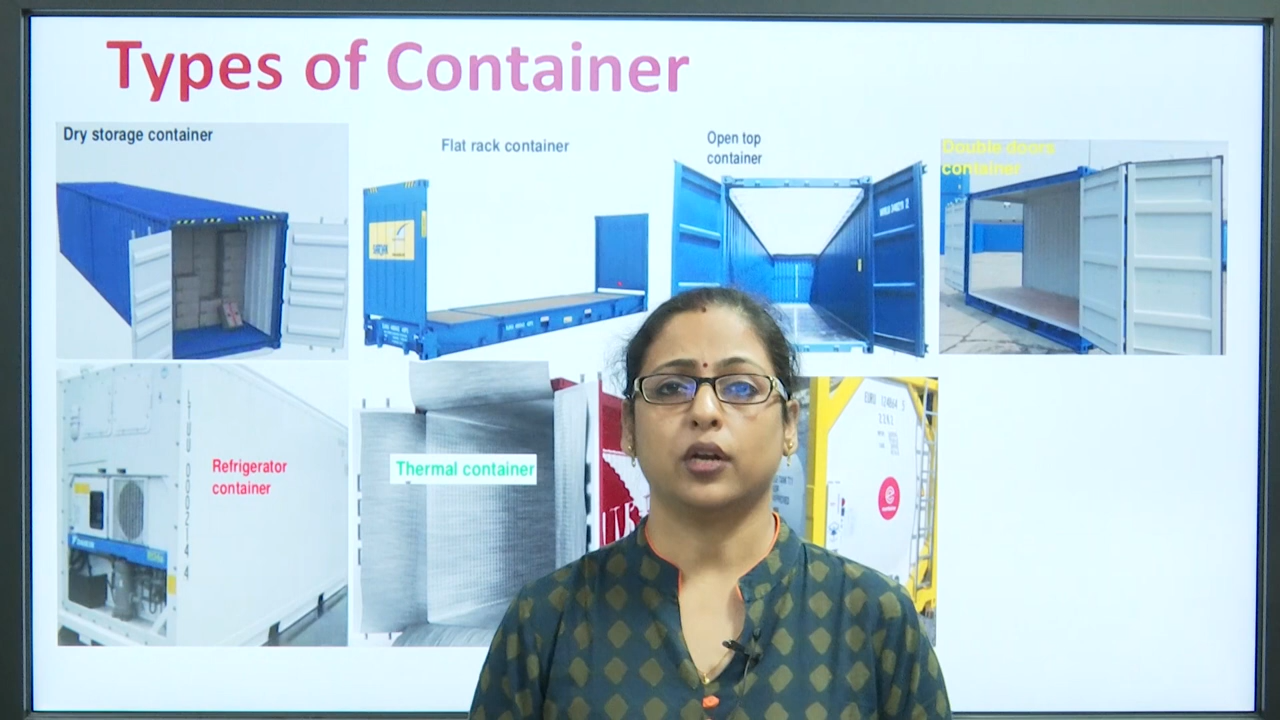 Types of Container
Dry storage container
Flat rack container
Open top
container
Double doors
container
Refrigerator
container
Thermal container